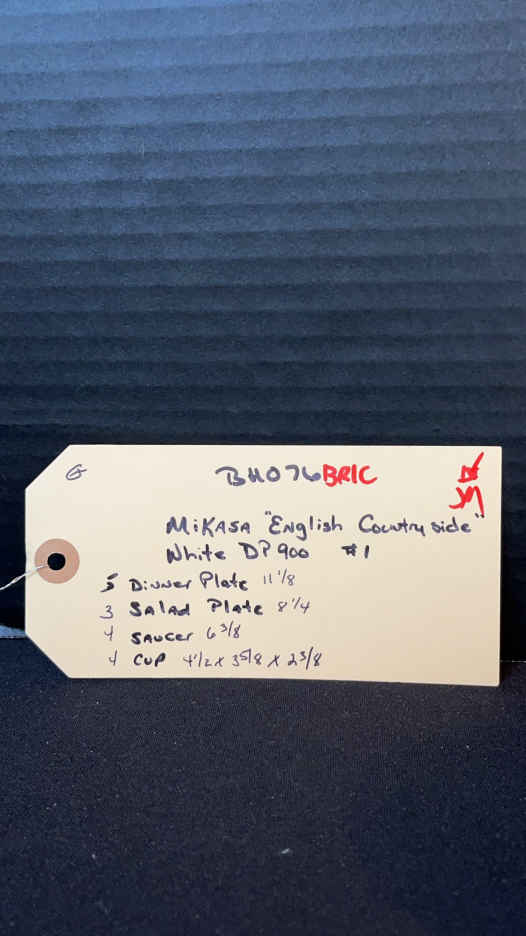 G
BH076BRIC
JM
MIKASA "English Countryside"
White DP900 #1
5 Dinner Plate 11 1/8
3 Salad Plate 8 1/4
4 SAUCER 6 3/8
4 CUP 4 1/2 x 3 5/8 x 2 3/8